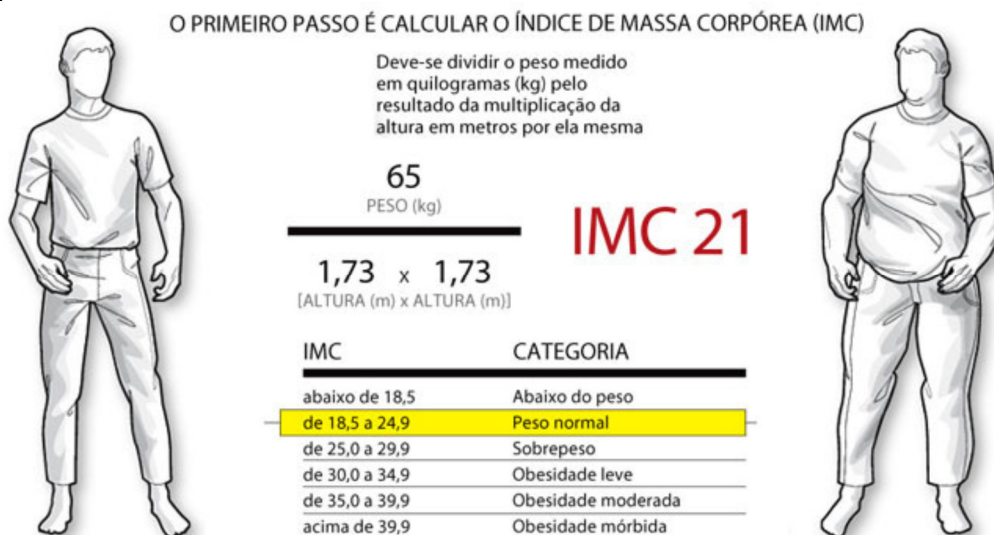 O PRIMEIRO PASSO É CALCULAR O ÍNDICE DE MASSA CORPÓREA (IMC)
Deve-se dividir o peso medido
em quilogramas (kg) pelo
resultado da multiplicação da
altura em metros por ela mesma
65
PESO (kg)
IMC 21
1,73 x 1,73
[ALTURA (m) x ALTURA (m)]
IMC CATEGORIA
abaixo de 18,5 Abaixo do peso
de 18,5 a 24,9 Peso normal
de 25,0 a 29,9 Sobrepeso
de 30,0 a 34,9 Obesidade leve
de 35,0 a 39,9 Obesidade moderada
acima de 39,9 Obesidade mórbida